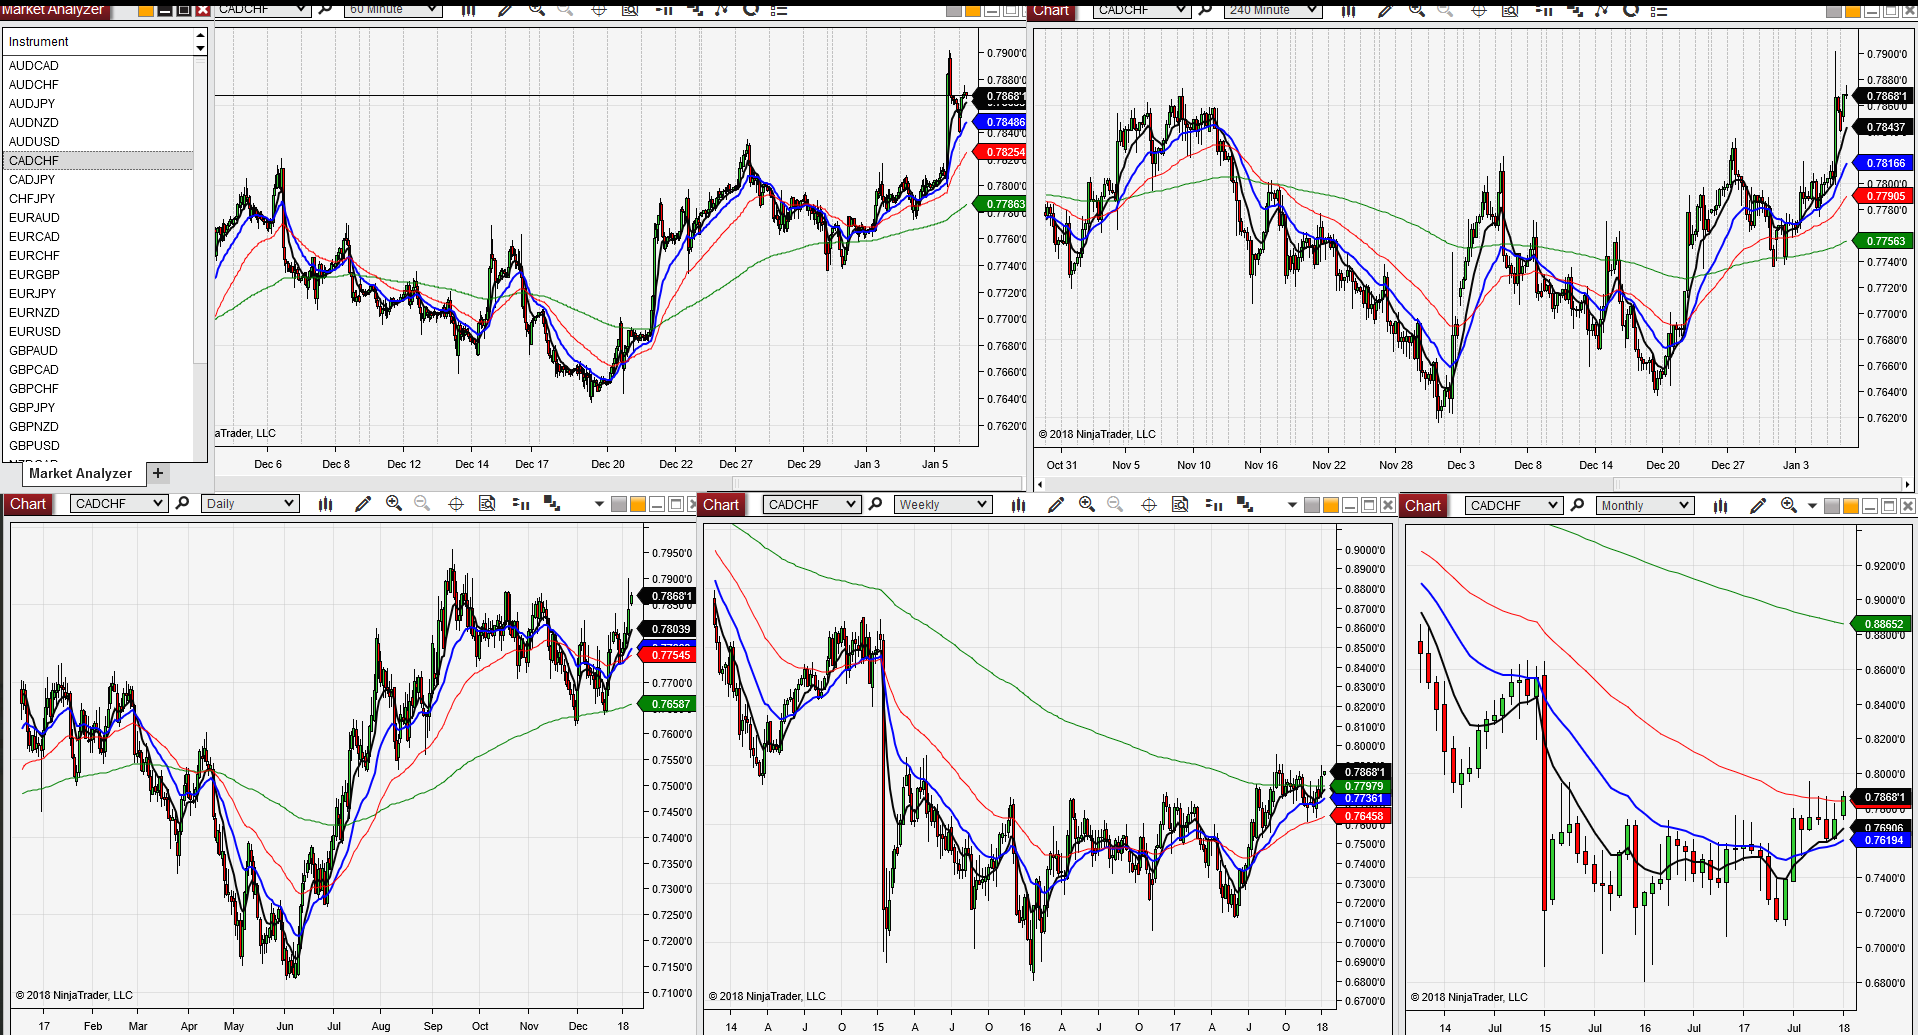 Market Analyzer
CADCHF
60 Minute
Chart
CADCHF
240 Minute
Instrument
AUDCAD
AUDCHF
AUDJPY
AUDNZD
AUDUSD
CADCHF
CADJPY
CHFJPY
EURAUD
EURCAD
EURCHF
EURGBP
EURJPY
EURNZD
EURUSD
GBPAUD
GBPCAD
GBPCHF
GBPJPY
GBPNZD
GBPUSD
Market Analyzer
+
0.7900'0
0.7880'0
0.7868'1
0.78486
0.7840'0
0.78254
0.7820'0
0.7800'0
0.77863
0.7780'0
0.7760'0
0.7740'0
0.7720'0
0.7700'0
0.7680'0
0.7660'0
0.7640'0
0.7620'0
aTrader, LLC
Dec 6 Dec 8 Dec 12 Dec 14 Dec 17 Dec 20 Dec 22 Dec 27 Dec 29 Jan 3 Jan 5
0.7900'0
0.7880'0
0.7868'1
0.7860'0
0.78437
0.78166
0.7800'0
0.77905
0.7780'0
0.77563
0.7740'0
0.7720'0
0.7700'0
0.7680'0
0.7660'0
0.7640'0
0.7620'0
© 2018 NinjaTrader, LLC
Oct 31 Nov 5 Nov 10 Nov 16 Nov 22 Nov 28 Dec 3 Dec 8 Dec 14 Dec 20 Dec 27 Jan 3
Chart
CADCHF
Daily
0.7950'0
0.7900'0
0.7868'1
0.7850'0
0.78039
0.77545
0.7700'0
0.76587
0.7600'0
0.7550'0
0.7500'0
0.7450'0
0.7400'0
0.7350'0
0.7300'0
0.7250'0
0.7200'0
0.7150'0
0.7100'0
© 2018 NinjaTrader, LLC
17 Feb Mar Apr May Jun Jul Aug Sep Oct Nov Dec 18
Chart
CADCHF
Weekly
0.9000'0
0.8800'0
0.8700'0
0.8600'0
0.8500'0
0.8400'0
0.8300'0
0.8200'0
0.8100'0
0.8000'0
0.7868'1
0.77979
0.77361
0.76458
0.7600'0
0.7500'0
0.7400'0
0.7300'0
0.7200'0
0.7100'0
0.7000'0
0.6900'0
0.6800'0
0.6700'0
© 2018 NinjaTrader, LLC
14 A J O 15 A J O 16 A J O 17 A J O 18
Chart
CADCHF
Monthly
0.9200'0
0.9000'0
0.88652
0.8800'0
0.8600'0
0.8400'0
0.8200'0
0.8000'0
0.7868'1
0.76906
0.76194
0.7400'0
0.7200'0
0.7000'0
0.6800'0
© 2018 NinjaTrader, LLC
14 Jul 15 Jul 16 Jul 17 Jul 18